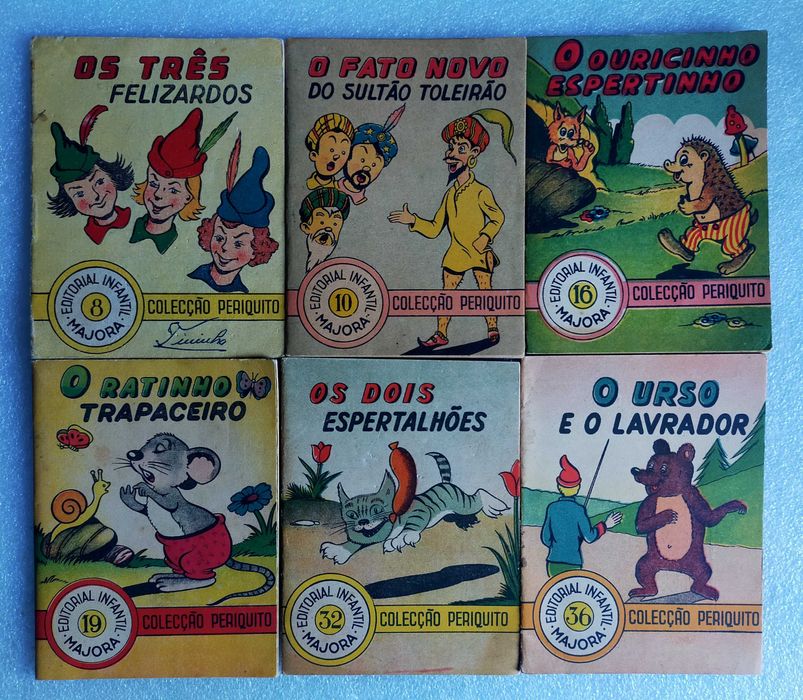 OS TRÊS
FELIZARDOS
EDITORIAL INFANTIL
8
· MAJORA ·
COLECÇÃO PERIQUITO
O FATO NOVO
DO SULTÃO TOLEIRÃO
EDITORIAL INFANTIL
10
· MAJORA ·
COLECÇÃO PERIQUITO
O OURICINHO
ESPERTINHO
EDITORIAL INFANTIL
16
· MAJORA ·
COLECÇÃO PERIQUITO
O RATINHO
TRAPACEIRO
EDITORIAL INFANTIL
19
· MAJORA ·
COLECÇÃO PERIQUITO
OS DOIS
ESPERTALHÕES
EDITORIAL INFANTIL
32
· MAJORA ·
COLECÇÃO PERIQUITO
O URSO
E O LAVRADOR
EDITORIAL INFANTIL
36
· MAJORA ·
COLECÇÃO PERIQUITO